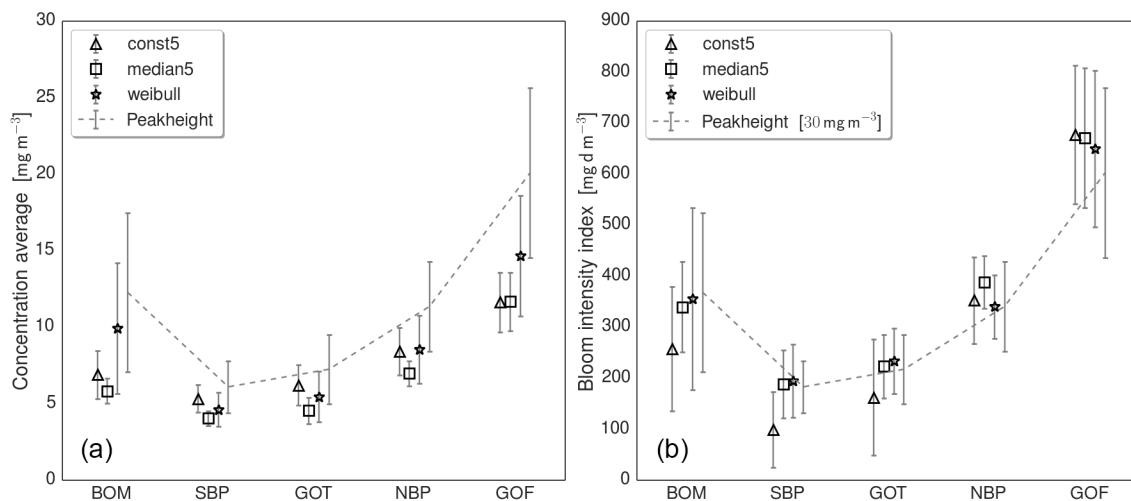 30
25
20
15
10
5
0
Concentration average [mg m⁻³]
const5
median5
weibull
Peakheight
(a)
BOM SBP GOT NBP GOF
900
800
700
600
500
400
300
200
100
0
Bloom intensity index [mg d m⁻³]
const5
median5
weibull
Peakheight [30 mg m⁻³]
(b)
BOM SBP GOT NBP GOF